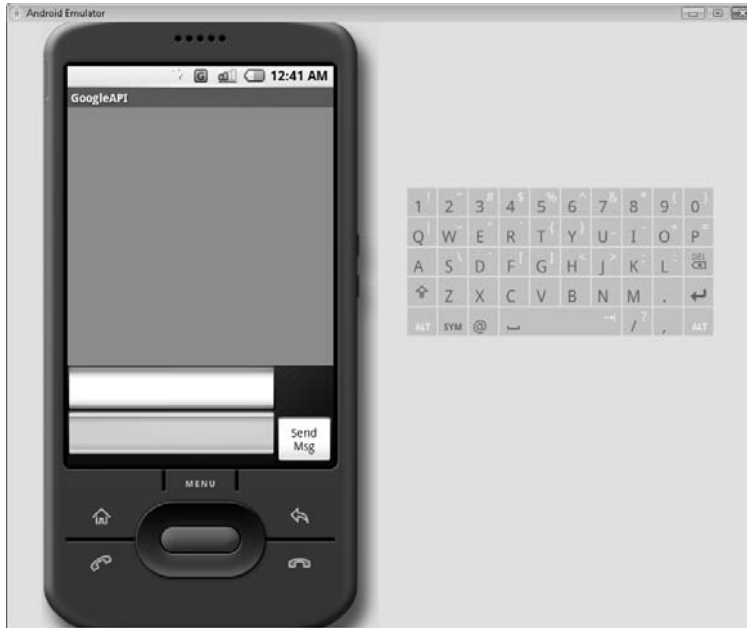 Android Emulator
G 12:41 AM
GoogleAPI
Send
Msg
MENU
1 ! 2 " 3 # 4 $ 5 % 6 ^ 7 & 8 * 9 ( 0 )
Q W E R T Y U I O P
A S D F G H J K L DEL
Z X C V B N M .
ALT SYM @ / ? , ALT